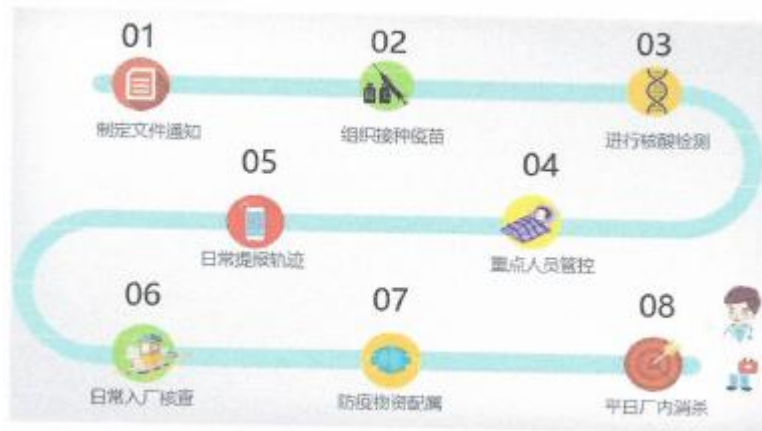 01
制定文件通知
02
组织接种疫苗
03
进行核酸检测
04
重点人员管控
05
日常提报轨迹
06
日常入厂核查
07
防疫物资配属
08
平日厂内消杀